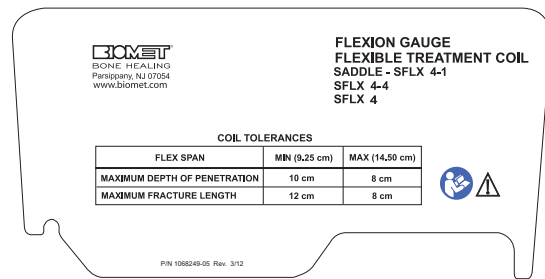 BIOMET
BONE HEALING
Parsippany, NJ 07054
www.biomet.com
FLEXION GAUGE
FLEXIBLE TREATMENT COIL
SADDLE - SFLX 4-1
SFLX 4-4
SFLX 4
COIL TOLERANCES
FLEX SPAN MIN (9.25 cm) MAX (14.50 cm)
MAXIMUM DEPTH OF PENETRATION 10 cm 8 cm
MAXIMUM FRACTURE LENGTH 12 cm 8 cm
P/N 1068249-05 Rev. 3/12